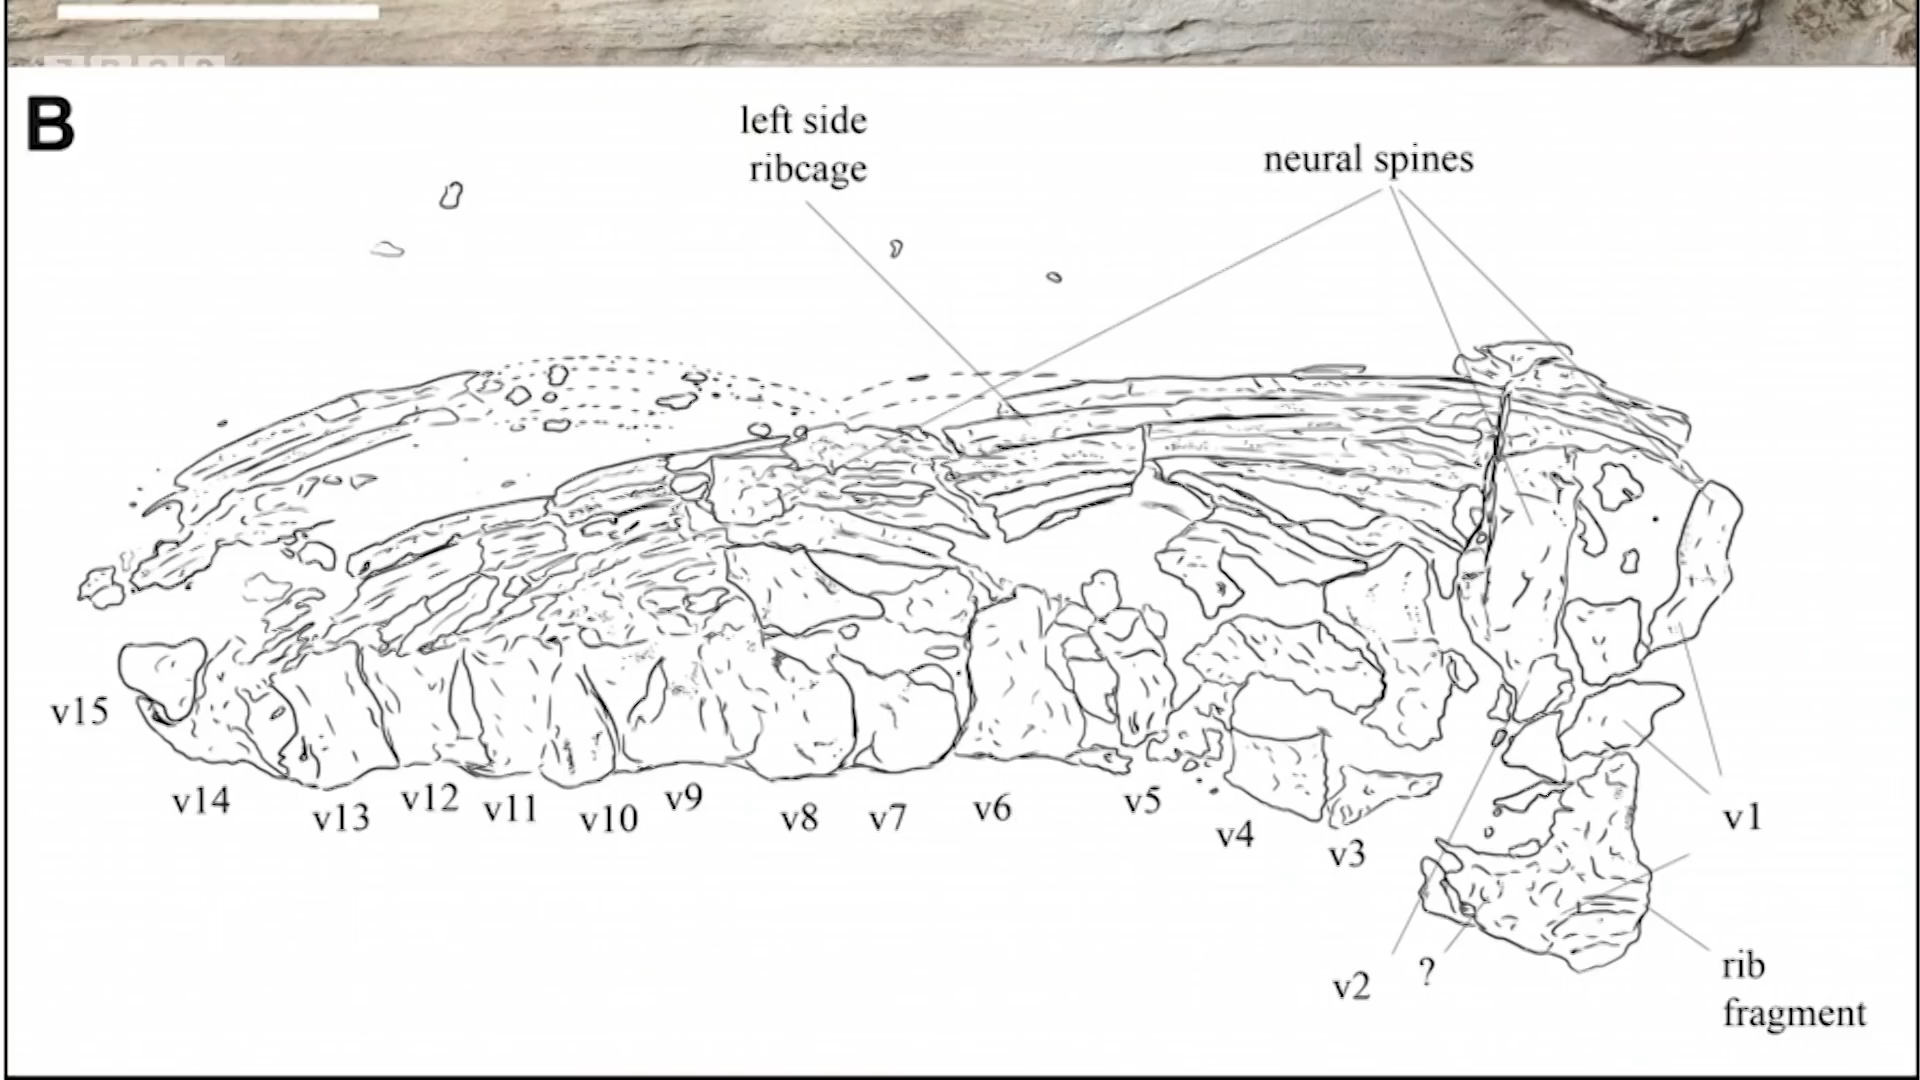 B
left side
ribcage
neural spines
v15
v14
v13
v12
v11
v10
v9
v8
v7
v6
v5
v4
v3
v1
v2
?
rib
fragment